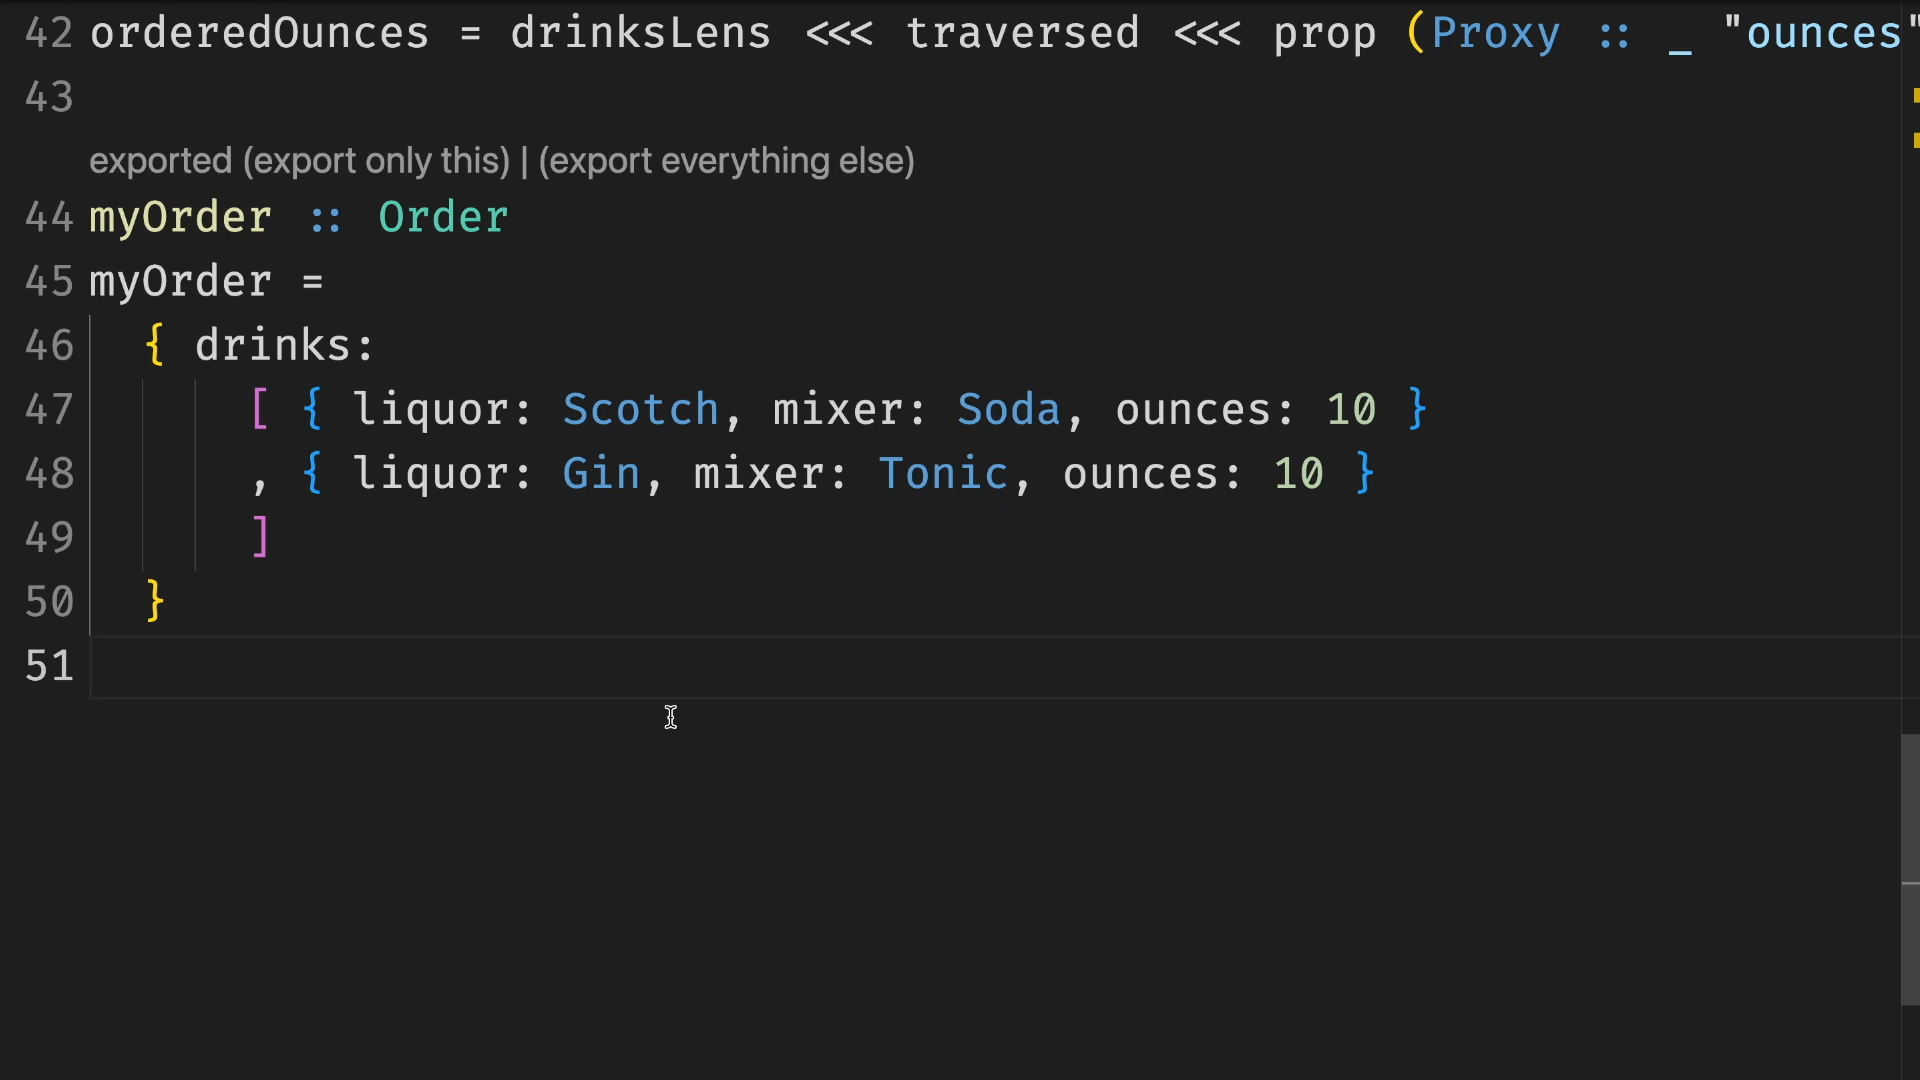 42 orderedOunces = drinksLens <<< traversed <<< prop (Proxy :: _ "ounces"
43
exported (export only this) | (export everything else)
44 myOrder :: Order
45 myOrder =
46 { drinks:
47 [ { liquor: Scotch, mixer: Soda, ounces: 10 }
48 , { liquor: Gin, mixer: Tonic, ounces: 10 }
49 ]
50 }
51